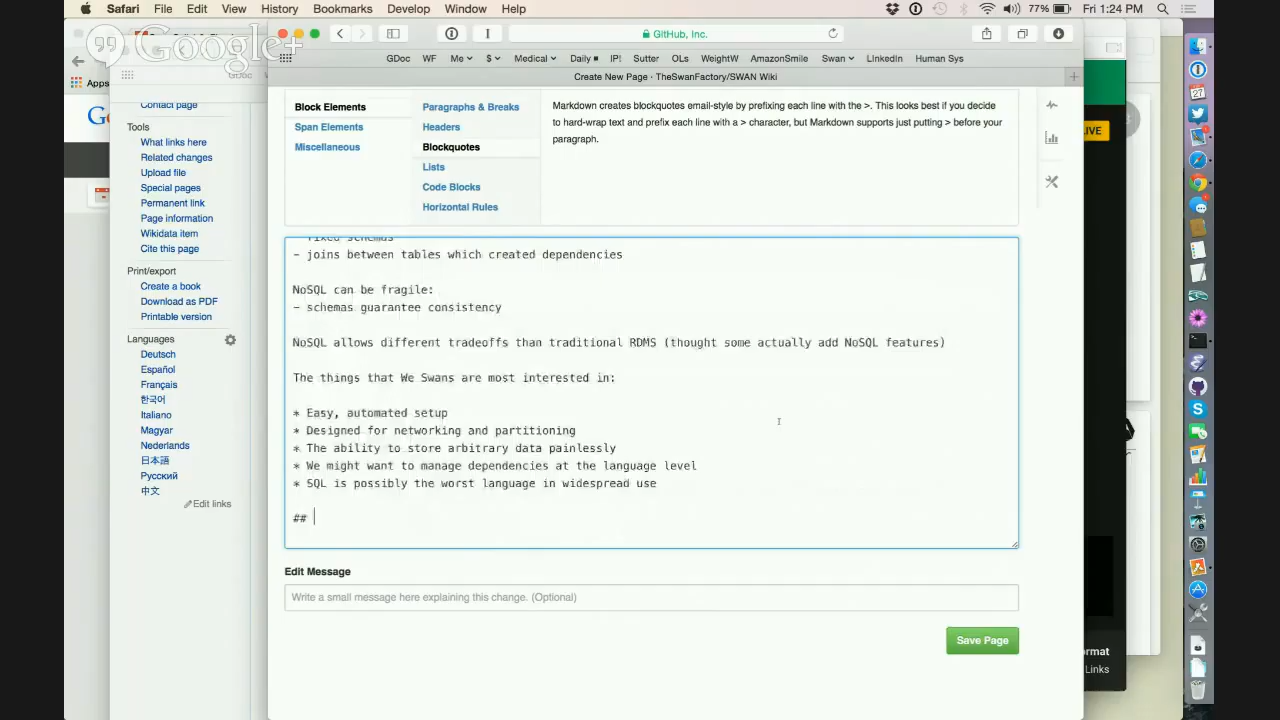 Safari File Edit View History Bookmarks Develop Window Help
77% Fri 1:24 PM
Google+
GitHub, Inc.
GDoc WF Me $ Medical Daily IP! Sutter OLs WeightW AmazonSmile Swan LinkedIn Human Sys
Create New Page · TheSwanFactory/SWAN Wiki
Apps
Contact page
Tools
What links here
Related changes
Upload file
Special pages
Permanent link
Page information
Wikidata item
Cite this page
Print/export
Create a book
Download as PDF
Printable version
Languages
Deutsch
Español
Français
한국어
Italiano
Magyar
Nederlands
日本語
Русский
中文
Edit links
Block Elements
Span Elements
Miscellaneous
Paragraphs & Breaks
Headers
Blockquotes
Lists
Code Blocks
Horizontal Rules
Markdown creates blockquotes email-style by prefixing each line with the >. This looks best if you decide
to hard-wrap text and prefix each line with a > character, but Markdown supports just putting > before your
paragraph.
- fixed schemas
- joins between tables which created dependencies
NoSQL can be fragile:
- schemas guarantee consistency
NoSQL allows different tradeoffs than traditional RDMS (thought some actually add NoSQL features)
The things that We Swans are most interested in:
* Easy, automated setup
* Designed for networking and partitioning
* The ability to store arbitrary data painlessly
* We might want to manage dependencies at the language level
* SQL is possibly the worst language in widespread use
##
Edit Message
Write a small message here explaining this change. (Optional)
Save Page
IVE
rmat
Links